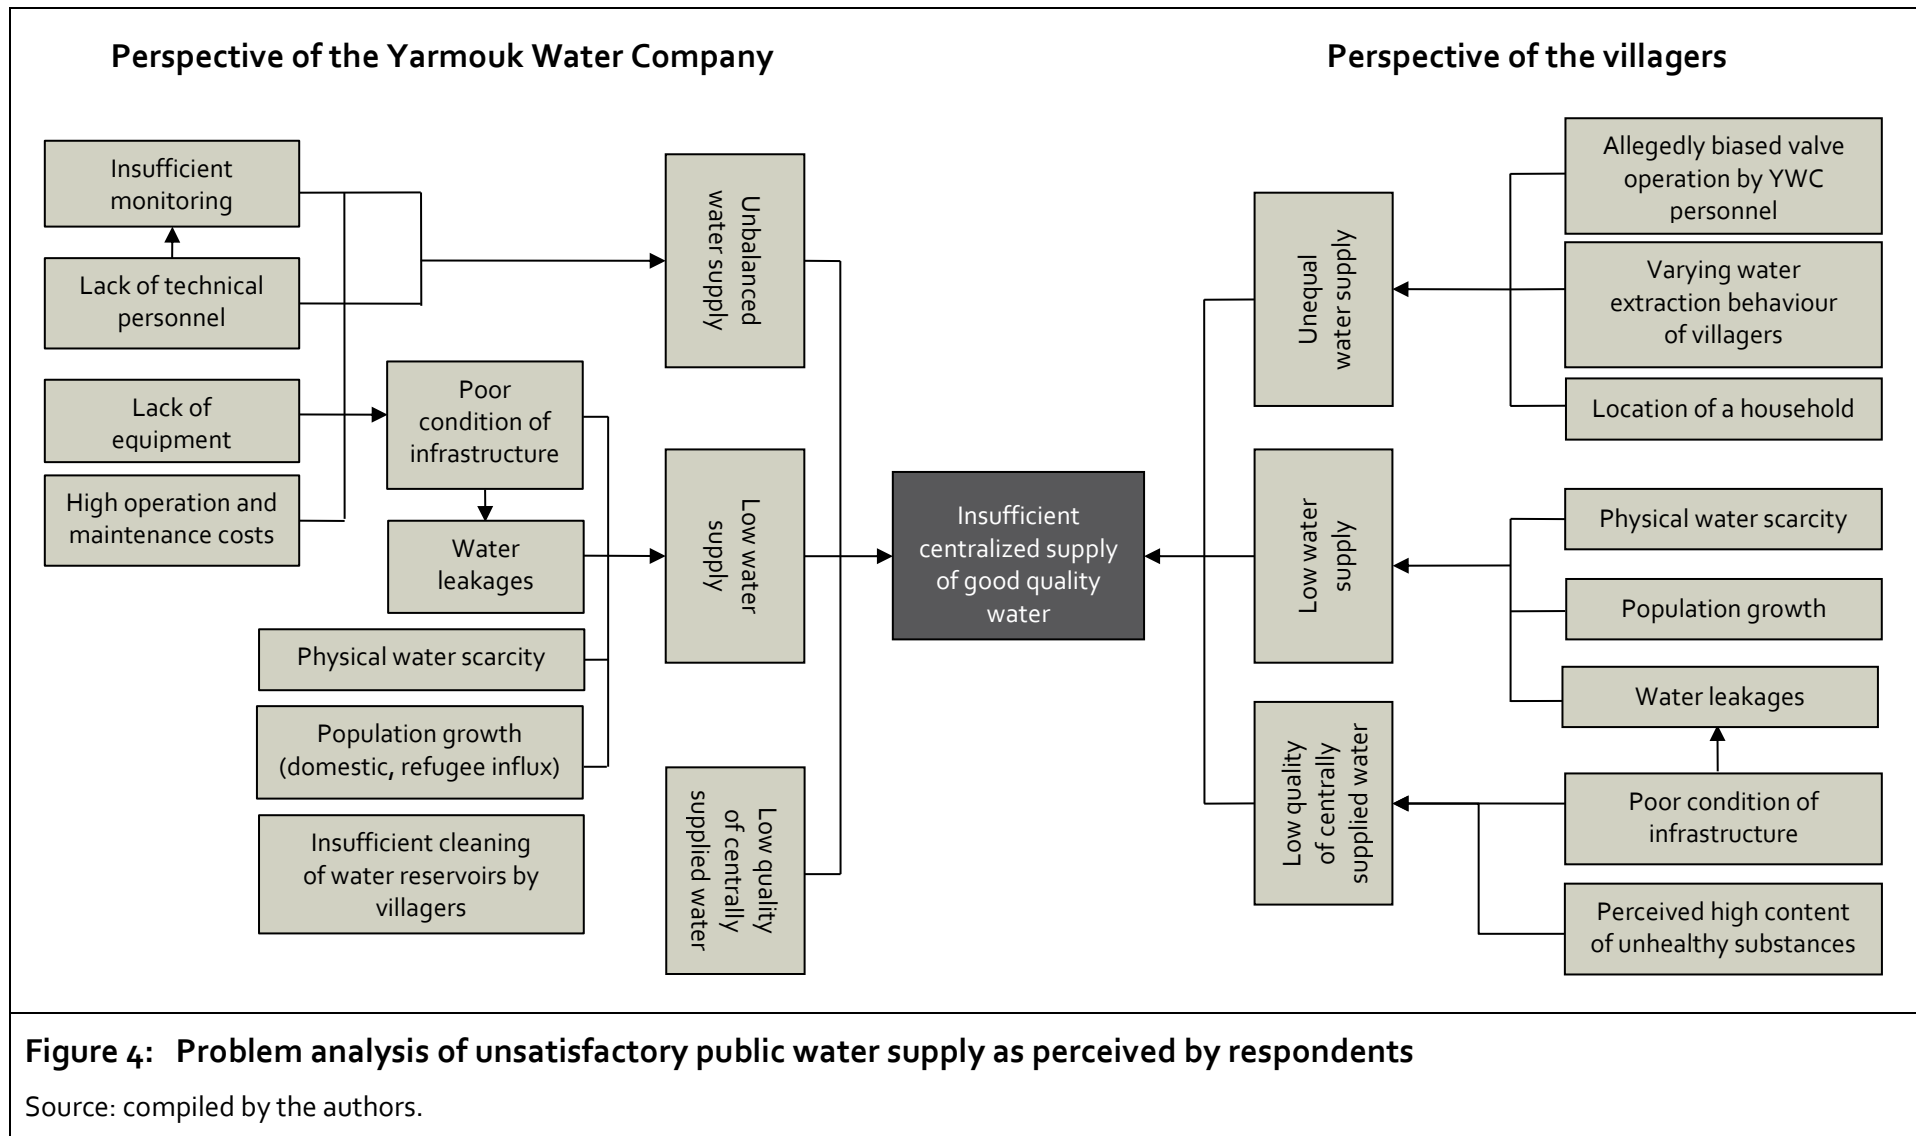 Perspective of the Yarmouk Water Company
Perspective of the villagers
Insufficient
monitoring
Lack of technical
personnel
Lack of
equipment
High operation and
maintenance costs
Poor
condition of
infrastructure
Water
leakages
Physical water scarcity
Population growth
(domestic, refugee influx)
Insufficient cleaning
of water reservoirs by
villagers
Unbalanced
water supply
Low water
supply
Low quality
of centrally
supplied water
Insufficient
centralized supply
of good quality
water
Unequal
water supply
Low water
supply
Low quality
of centrally
supplied water
Allegedly biased valve
operation by YWC
personnel
Varying water
extraction behaviour
of villagers
Location of a household
Physical water scarcity
Population growth
Water leakages
Poor condition of
infrastructure
Perceived high content
of unhealthy substances
Figure 4: Problem analysis of unsatisfactory public water supply as perceived by respondents
Source: compiled by the authors.